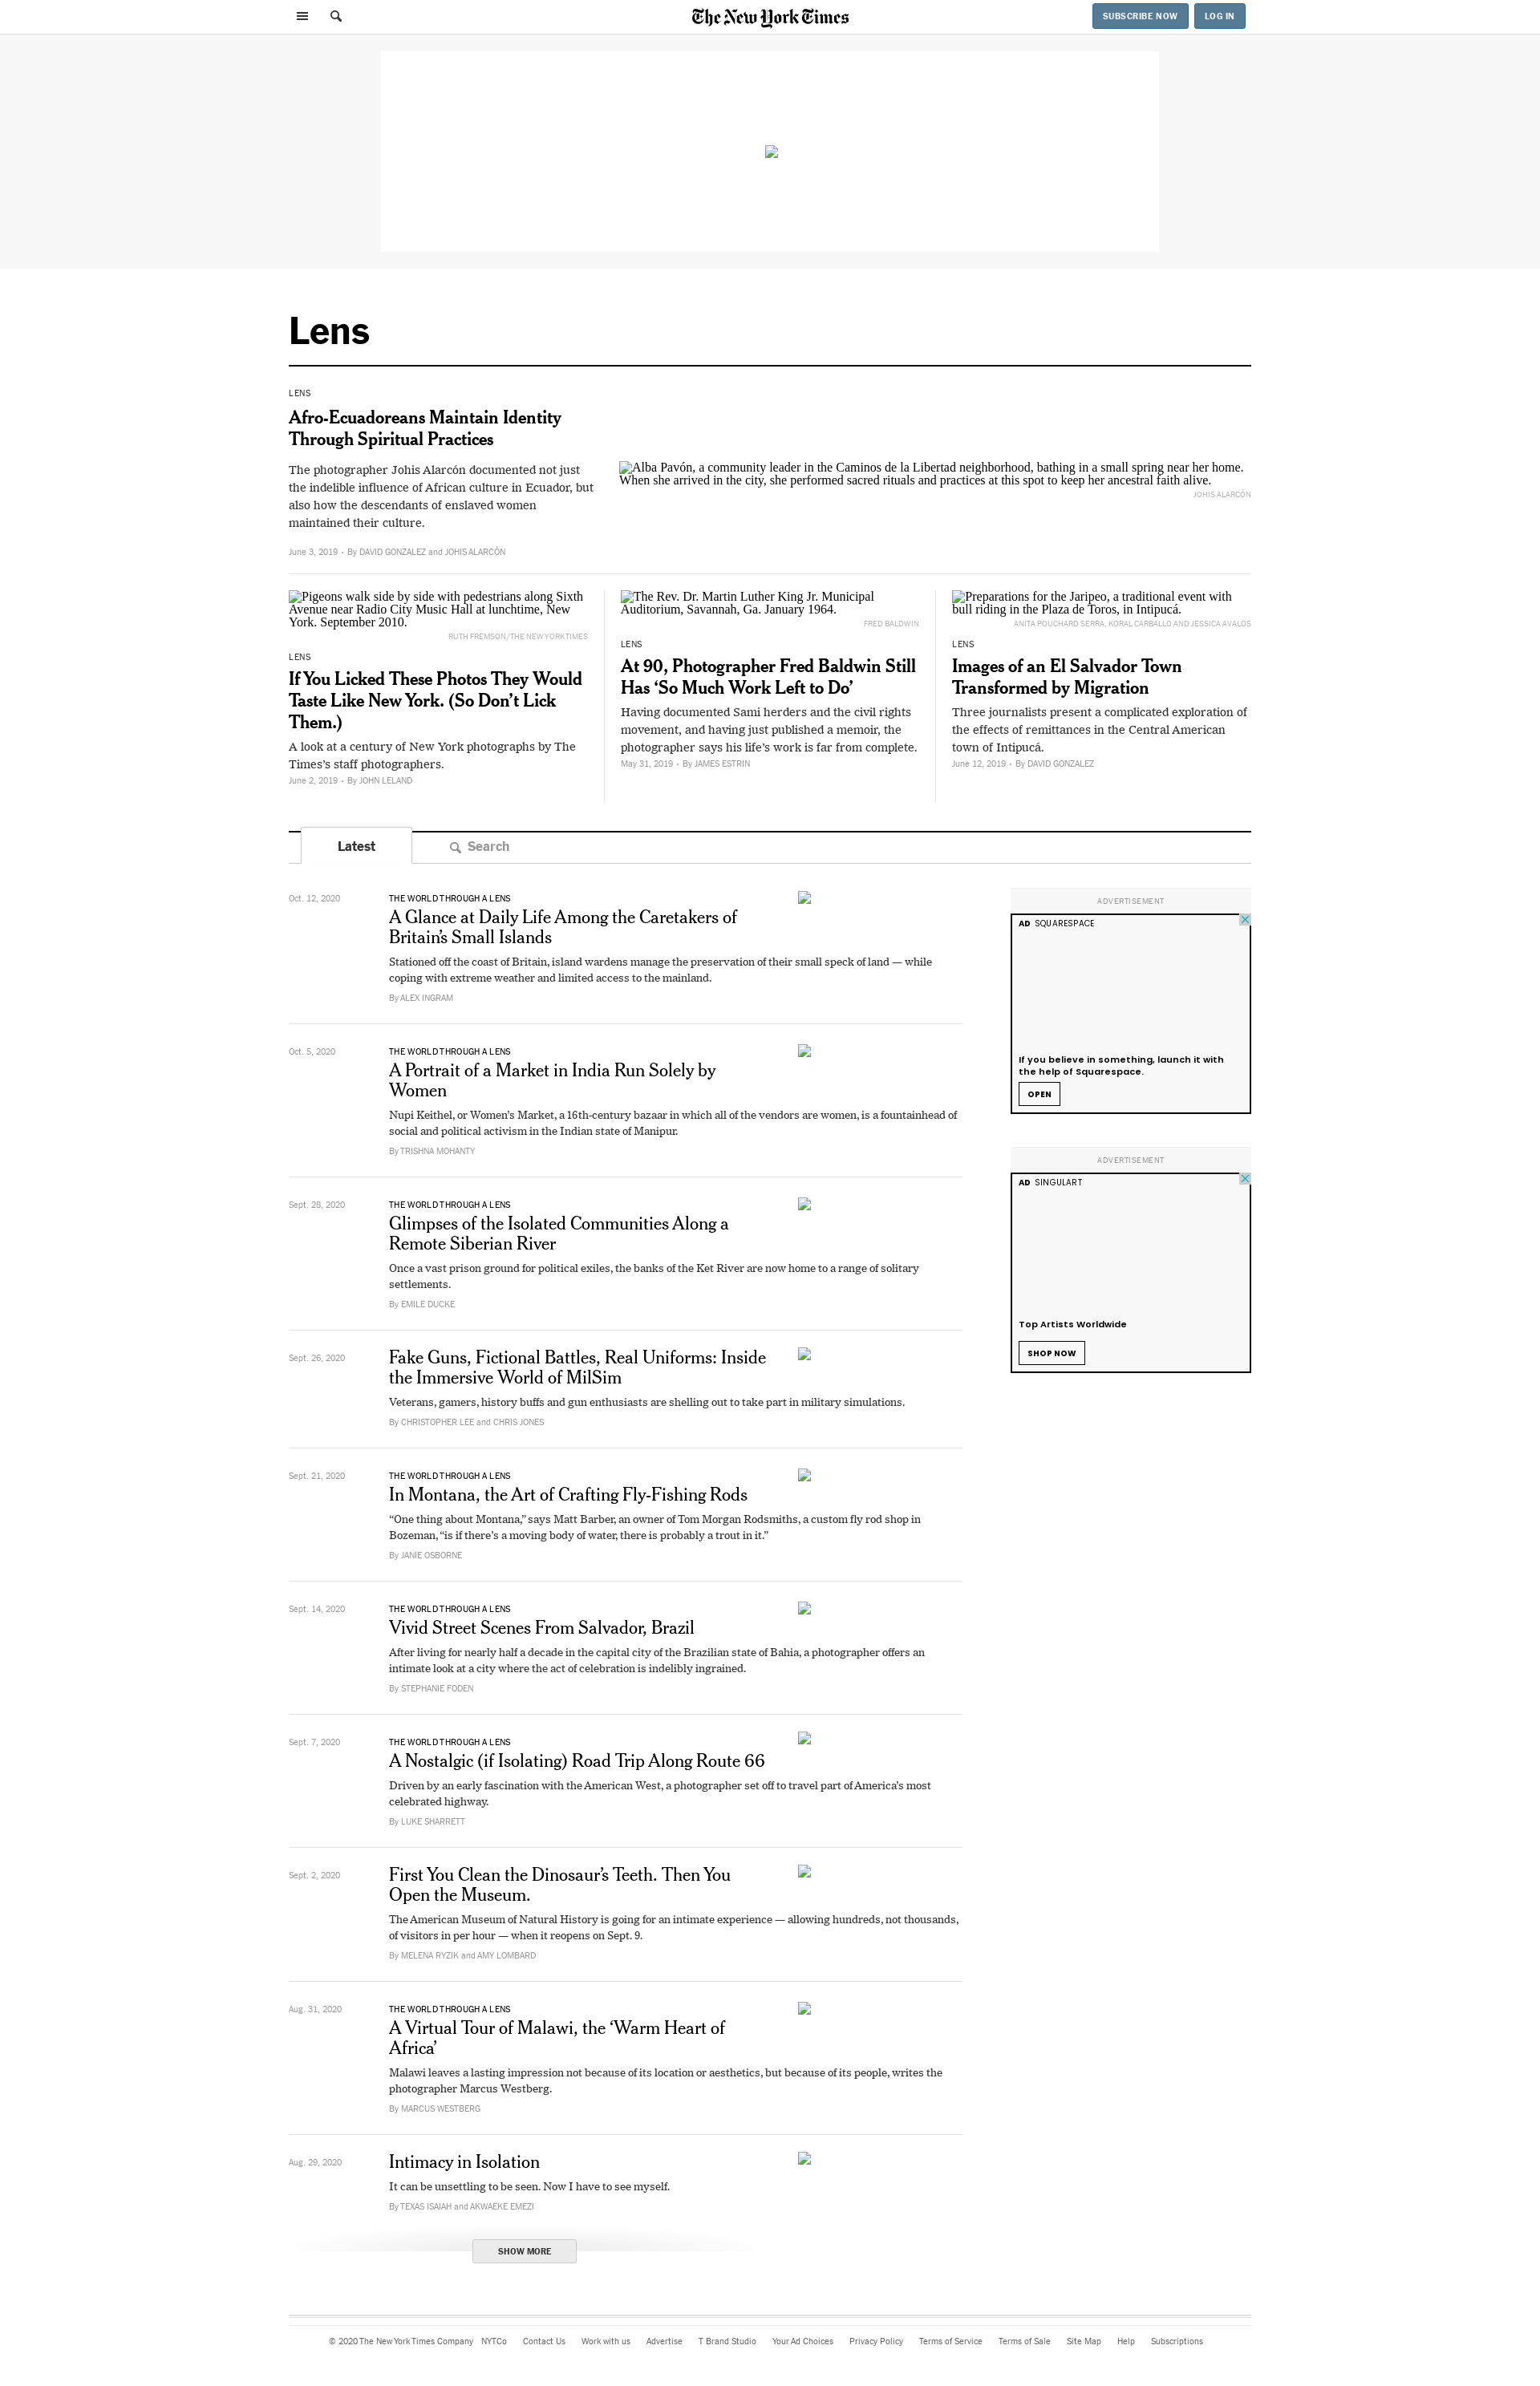 The New York Times
SUBSCRIBE NOW
LOG IN
Lens
LENS
Afro-Ecuadoreans Maintain Identity
Through Spiritual Practices
The photographer Johis Alarcón documented not just
the indelible influence of African culture in Ecuador, but
also how the descendants of enslaved women
maintained their culture.
June 3, 2019 • By DAVID GONZALEZ and JOHIS ALARCÓN
Alba Pavón, a community leader in the Caminos de la Libertad neighborhood, bathing in a small spring near her home.
When she arrived in the city, she performed sacred rituals and practices at this spot to keep her ancestral faith alive.
JOHIS ALARCÓN
Pigeons walk side by side with pedestrians along Sixth
Avenue near Radio City Music Hall at lunchtime, New
York. September 2010.
RUTH FREMSON/THE NEW YORK TIMES
LENS
If You Licked These Photos They Would
Taste Like New York. (So Don’t Lick
Them.)
A look at a century of New York photographs by The
Times’s staff photographers.
June 2, 2019 • By JOHN LELAND
The Rev. Dr. Martin Luther King Jr. Municipal
Auditorium, Savannah, Ga. January 1964.
FRED BALDWIN
LENS
At 90, Photographer Fred Baldwin Still
Has ‘So Much Work Left to Do’
Having documented Sami herders and the civil rights
movement, and having just published a memoir, the
photographer says his life’s work is far from complete.
May 31, 2019 • By JAMES ESTRIN
Preparations for the Jaripeo, a traditional event with
bull riding in the Plaza de Toros, in Intipucá.
ANITA POUCHARD SERRA, KORAL CARBALLO AND JESSICA AVALOS
LENS
Images of an El Salvador Town
Transformed by Migration
Three journalists present a complicated exploration of
the effects of remittances in the Central American
town of Intipucá.
June 12, 2019 • By DAVID GONZALEZ
Latest
Search
Oct. 12, 2020
THE WORLD THROUGH A LENS
A Glance at Daily Life Among the Caretakers of
Britain’s Small Islands
Stationed off the coast of Britain, island wardens manage the preservation of their small speck of land — while
coping with extreme weather and limited access to the mainland.
By ALEX INGRAM
Oct. 5, 2020
THE WORLD THROUGH A LENS
A Portrait of a Market in India Run Solely by
Women
Nupi Keithel, or Women’s Market, a 16th-century bazaar in which all of the vendors are women, is a fountainhead of
social and political activism in the Indian state of Manipur.
By TRISHNA MOHANTY
Sept. 28, 2020
THE WORLD THROUGH A LENS
Glimpses of the Isolated Communities Along a
Remote Siberian River
Once a vast prison ground for political exiles, the banks of the Ket River are now home to a range of solitary
settlements.
By EMILE DUCKE
Sept. 26, 2020
Fake Guns, Fictional Battles, Real Uniforms: Inside
the Immersive World of MilSim
Veterans, gamers, history buffs and gun enthusiasts are shelling out to take part in military simulations.
By CHRISTOPHER LEE and CHRIS JONES
Sept. 21, 2020
THE WORLD THROUGH A LENS
In Montana, the Art of Crafting Fly-Fishing Rods
“One thing about Montana,” says Matt Barber, an owner of Tom Morgan Rodsmiths, a custom fly rod shop in
Bozeman, “is if there’s a moving body of water, there is probably a trout in it.”
By JANIE OSBORNE
Sept. 14, 2020
THE WORLD THROUGH A LENS
Vivid Street Scenes From Salvador, Brazil
After living for nearly half a decade in the capital city of the Brazilian state of Bahia, a photographer offers an
intimate look at a city where the act of celebration is indelibly ingrained.
By STEPHANIE FODEN
Sept. 7, 2020
THE WORLD THROUGH A LENS
A Nostalgic (if Isolating) Road Trip Along Route 66
Driven by an early fascination with the American West, a photographer set off to travel part of America’s most
celebrated highway.
By LUKE SHARRETT
Sept. 2, 2020
First You Clean the Dinosaur’s Teeth. Then You
Open the Museum.
The American Museum of Natural History is going for an intimate experience — allowing hundreds, not thousands,
of visitors in per hour — when it reopens on Sept. 9.
By MELENA RYZIK and AMY LOMBARD
Aug. 31, 2020
THE WORLD THROUGH A LENS
A Virtual Tour of Malawi, the ‘Warm Heart of
Africa’
Malawi leaves a lasting impression not because of its location or aesthetics, but because of its people, writes the
photographer Marcus Westberg.
By MARCUS WESTBERG
Aug. 29, 2020
Intimacy in Isolation
It can be unsettling to be seen. Now I have to see myself.
By TEXAS ISAIAH and AKWAEKE EMEZI
SHOW MORE
ADVERTISEMENT
AD SQUARESPACE
If you believe in something, launch it with
the help of Squarespace.
OPEN
ADVERTISEMENT
AD SINGULART
Top Artists Worldwide
SHOP NOW
© 2020 The New York Times Company NYTCo Contact Us Work with us Advertise T Brand Studio Your Ad Choices Privacy Policy Terms of Service Terms of Sale Site Map Help Subscriptions